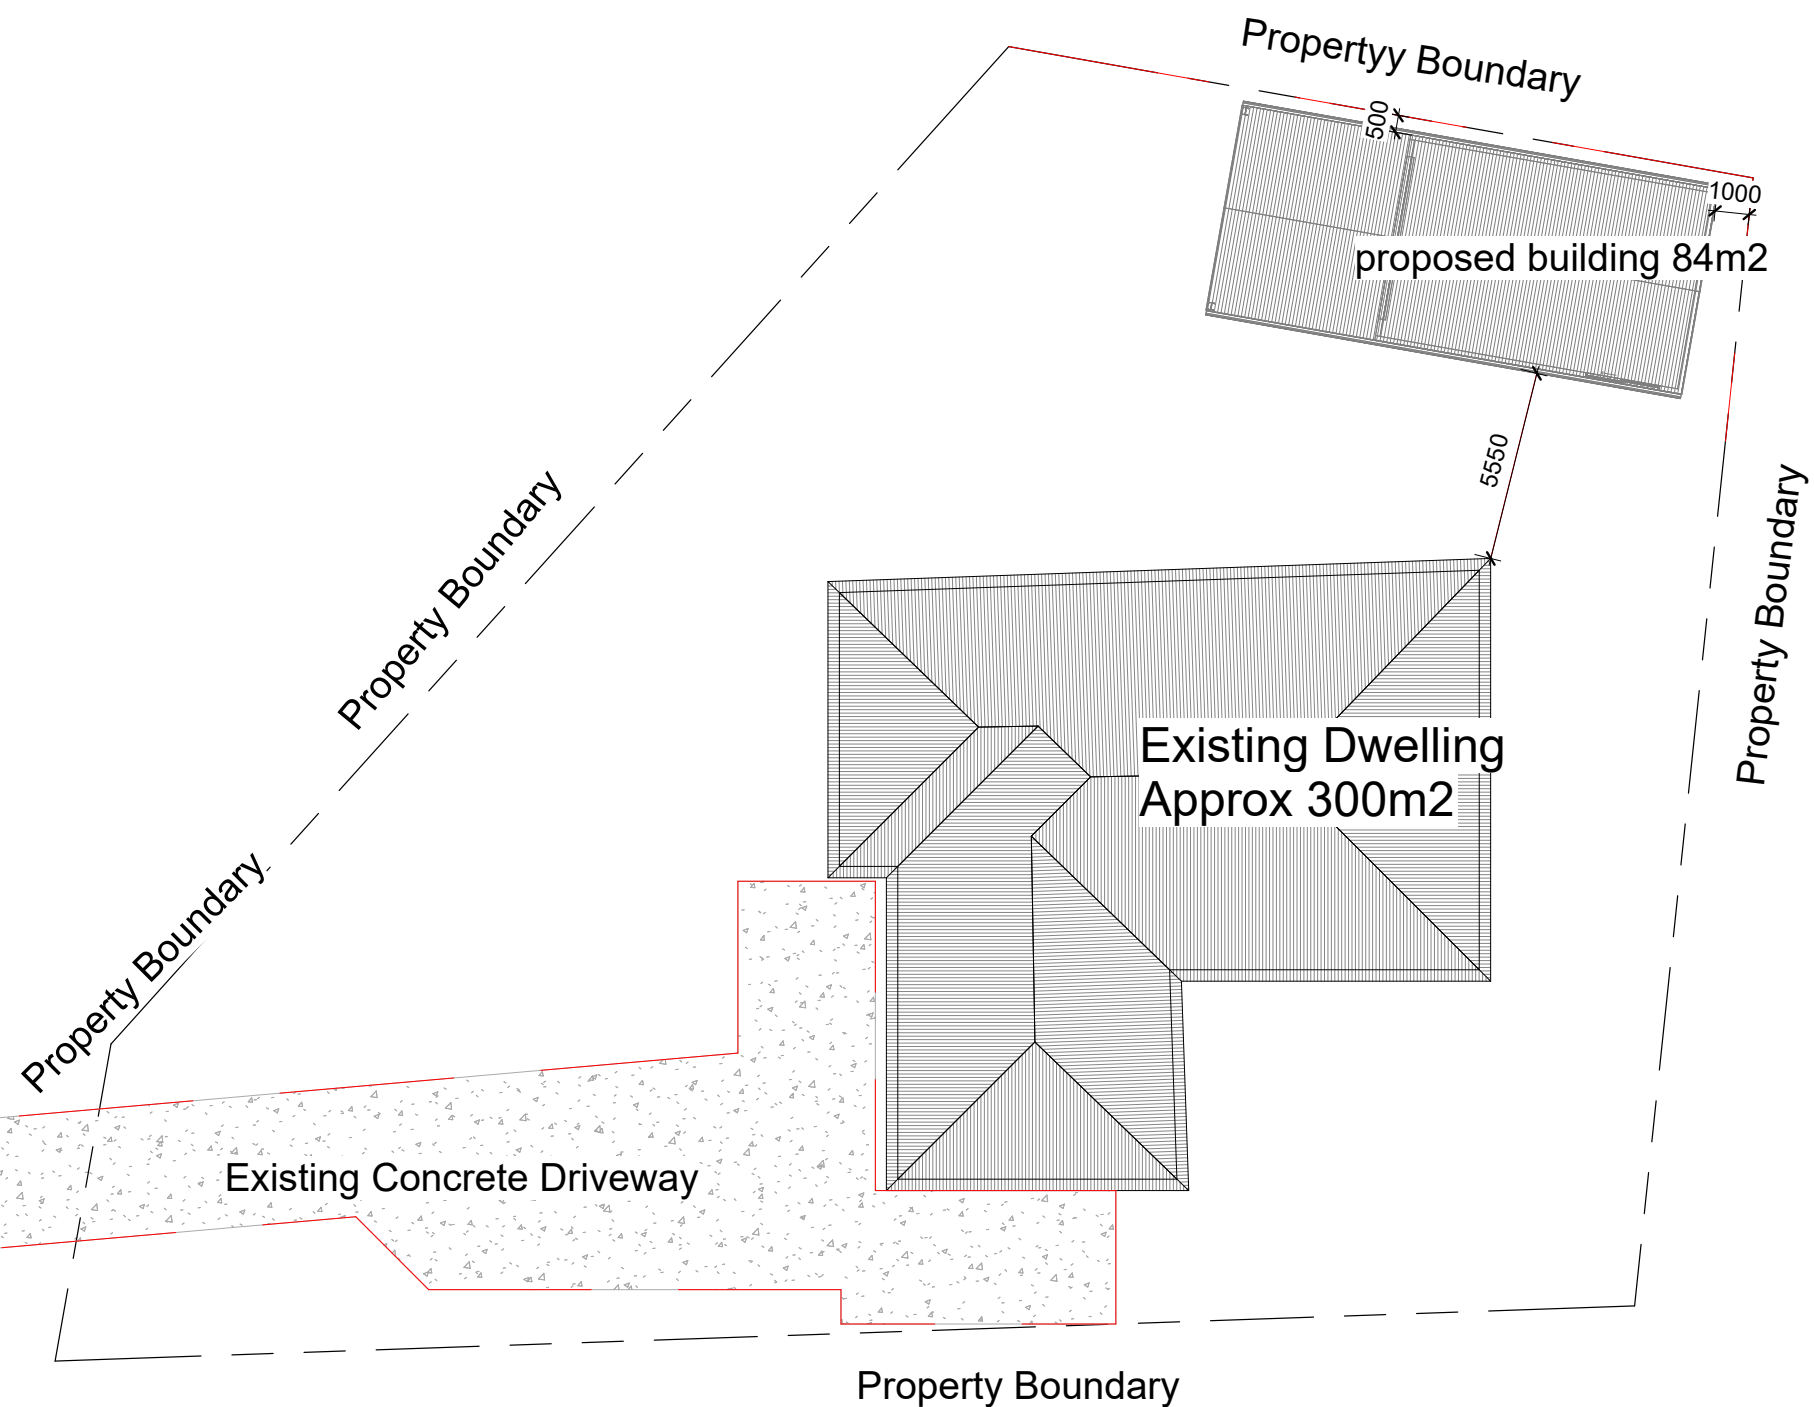 Propertyy Boundary
500
1000
proposed building 84m2
5550
Property Boundary
Property Boundary
Existing Dwelling
Approx 300m2
Property Boundary
Existing Concrete Driveway
Property Boundary